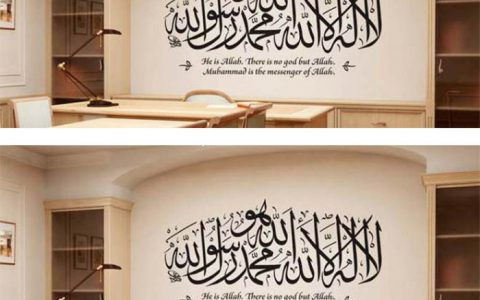 لا إله إلا الله محمد رسول الله
He is Allah. There is no god but Allah.
Muhammad is the messenger of Allah.
هو الله
لا إله إلا الله محمد رسول الله
He is Allah. There is no god but Allah.